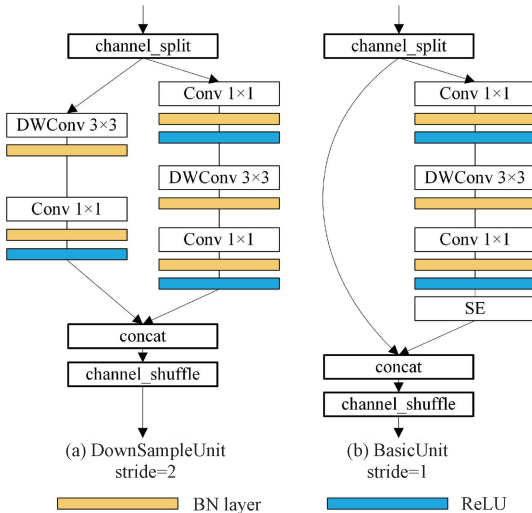 channel_split
Conv 1×1
DWConv 3×3
DWConv 3×3
Conv 1×1
Conv 1×1
concat
channel_shuffle
(a) DownSampleUnit
stride=2
channel_split
Conv 1×1
DWConv 3×3
Conv 1×1
SE
concat
channel_shuffle
(b) BasicUnit
stride=1
BN layer
ReLU